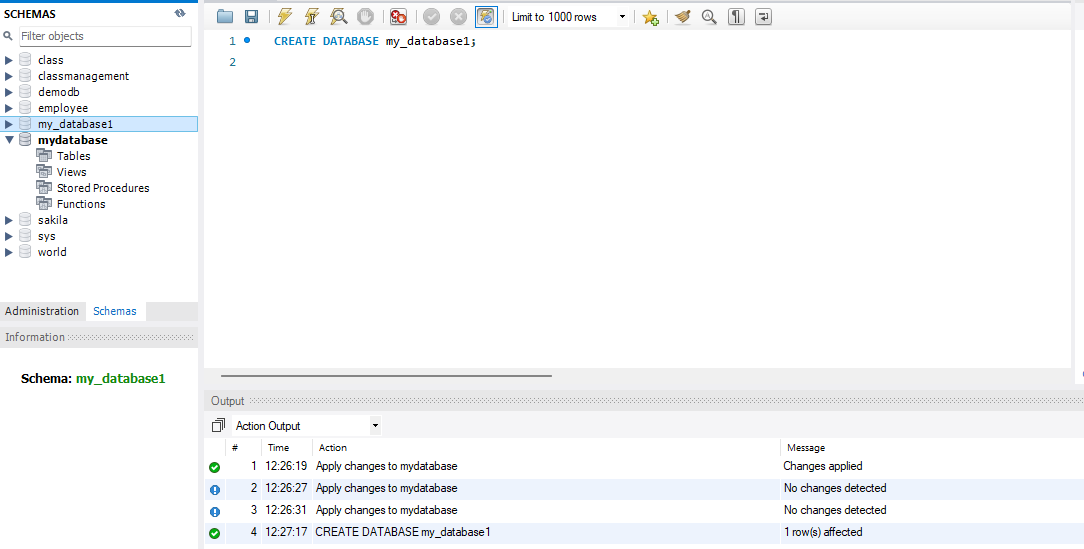 SCHEMAS
Filter objects
class
classmanagement
demodb
employee
my_database1
mydatabase
Tables
Views
Stored Procedures
Functions
sakila
sys
world
Administration Schemas
Information
Schema: my_database1
Limit to 1000 rows
1 CREATE DATABASE my_database1;
2
Output
Action Output
# Time Action Message
1 12:26:19 Apply changes to mydatabase Changes applied
2 12:26:27 Apply changes to mydatabase No changes detected
3 12:26:31 Apply changes to mydatabase No changes detected
4 12:27:17 CREATE DATABASE my_database1 1 row(s) affected